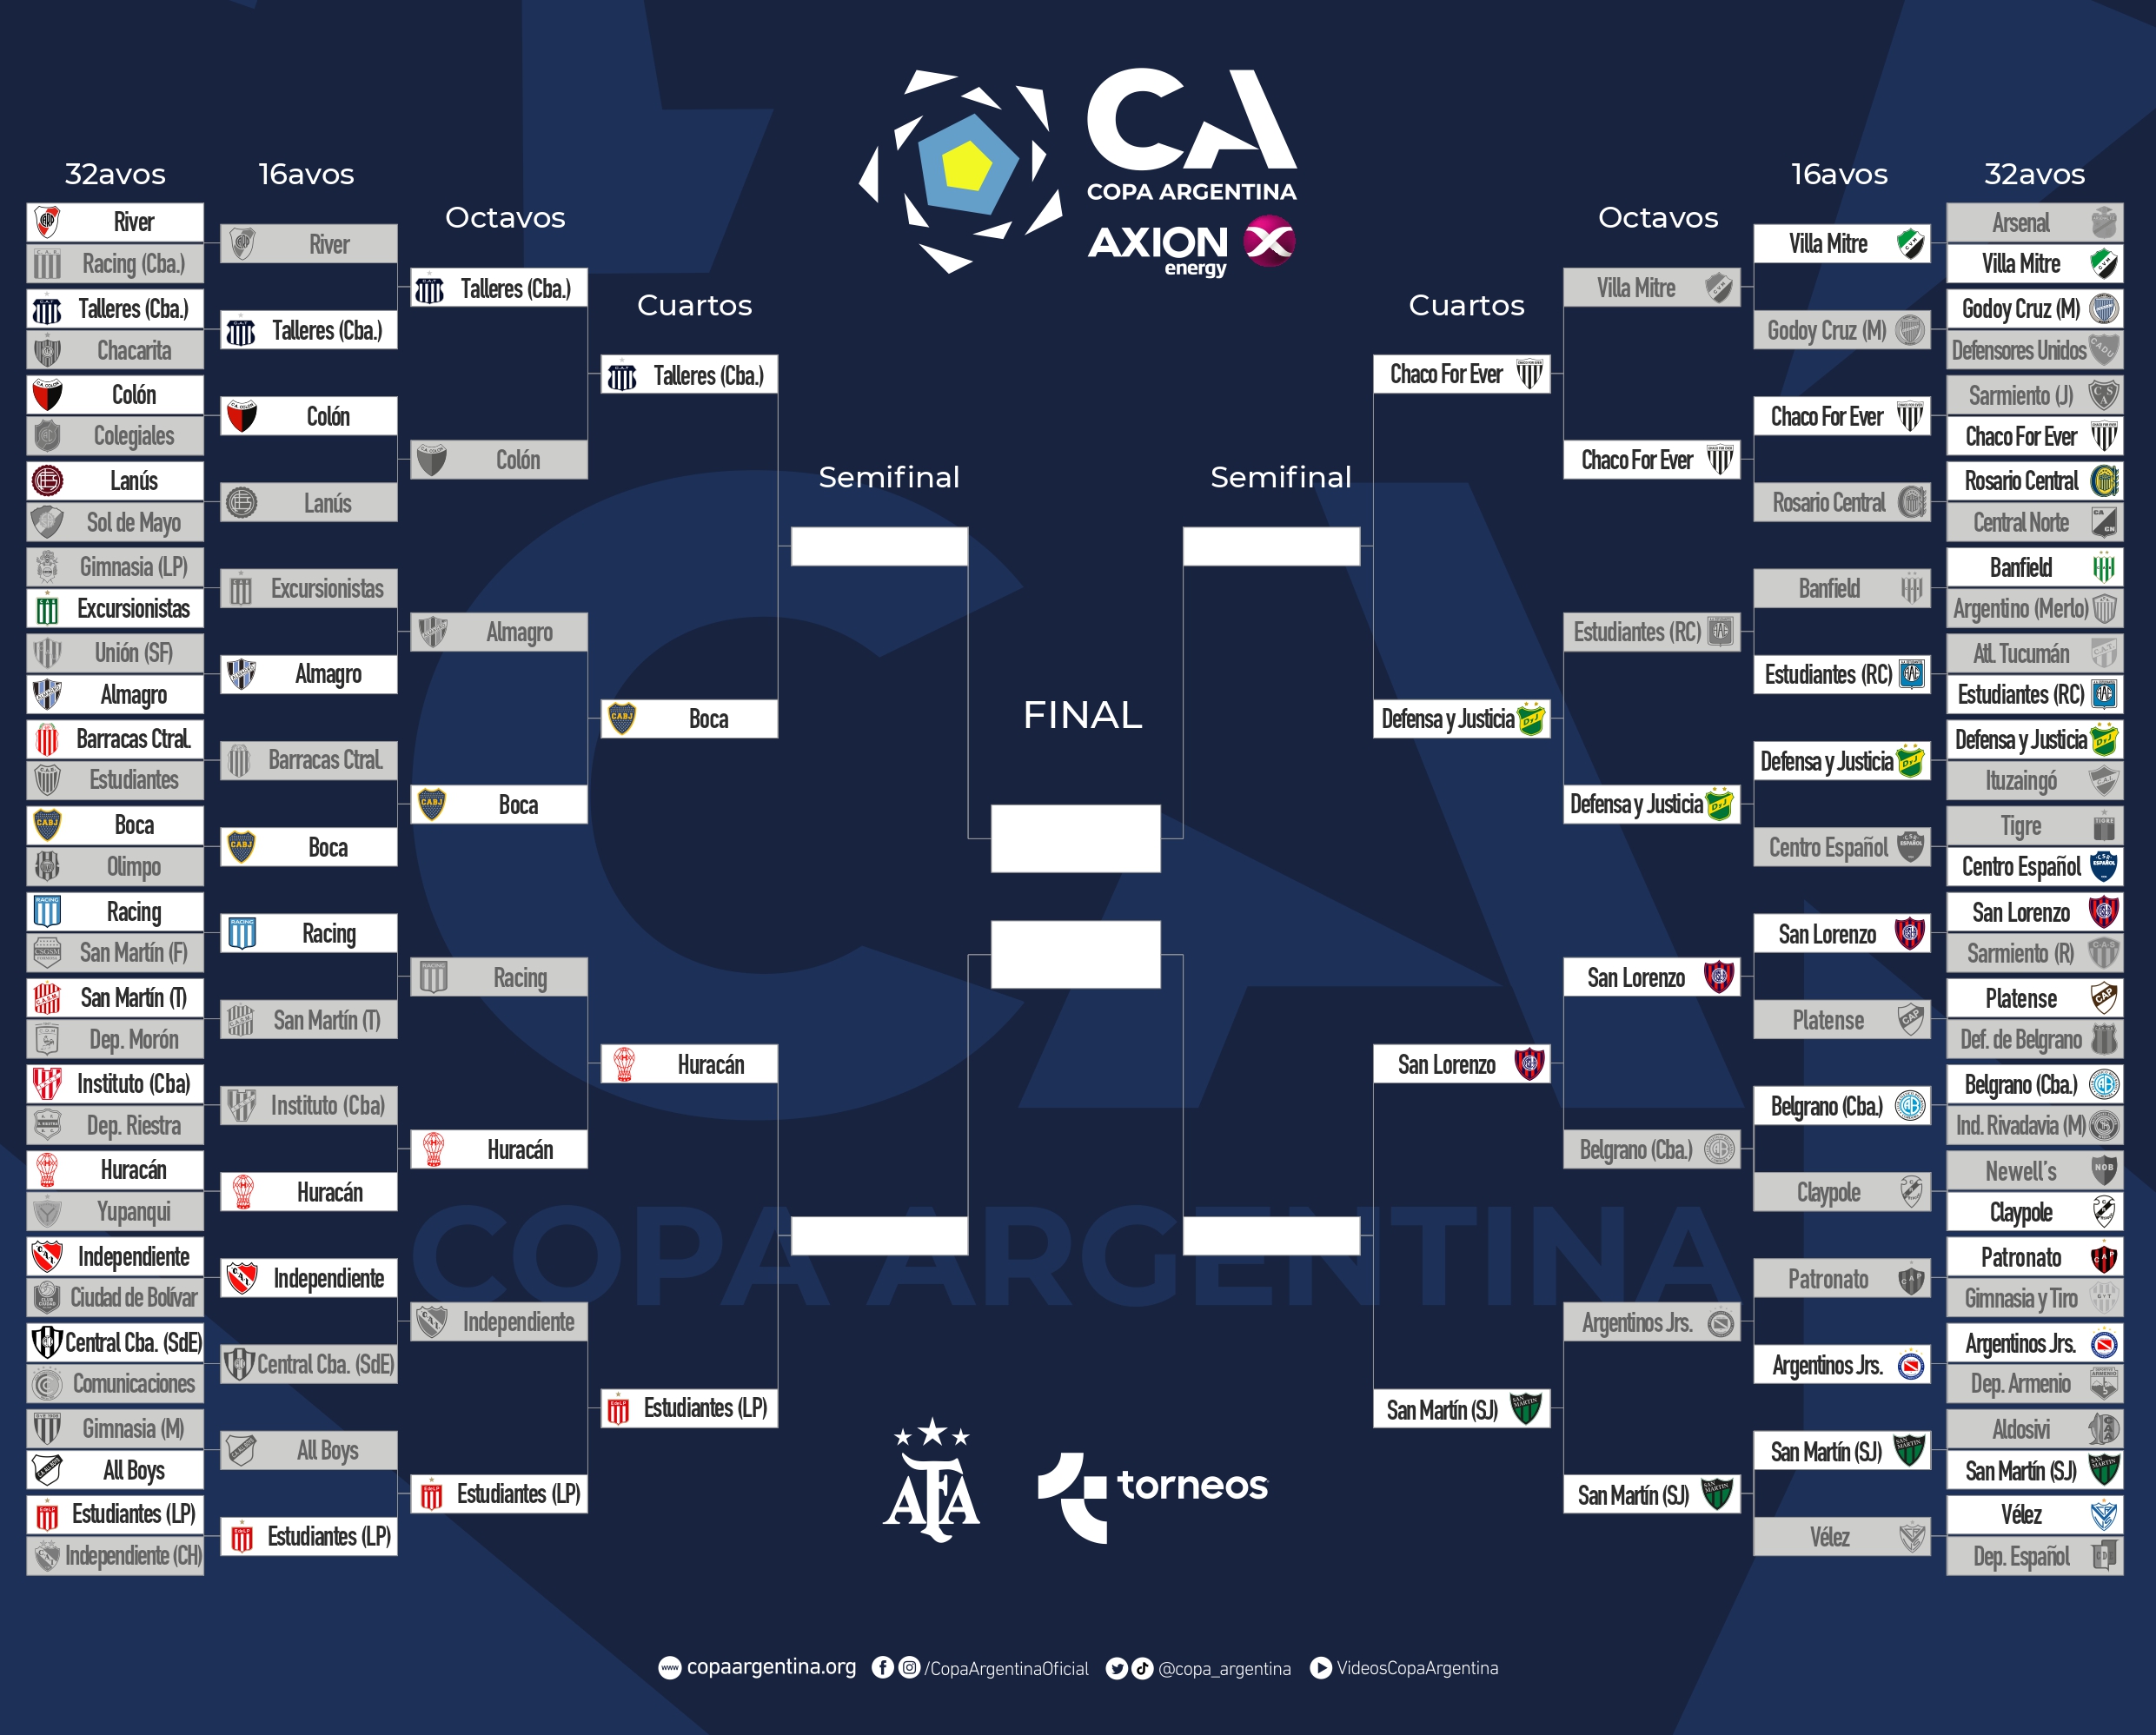 CA
COPA ARGENTINA
AXION
energy
32avos
River
Racing (Cba.)
Talleres (Cba.)
Chacarita
Colón
Colegiales
Lanús
Sol de Mayo
Gimnasia (LP)
Excursionistas
Unión (SF)
Almagro
Barracas Ctral.
Estudiantes
Boca
Olimpo
Racing
San Martín (F)
San Martín (T)
Dep. Morón
Instituto (Cba)
Dep. Riestra
Huracán
Yupanqui
Independiente
Ciudad de Bolívar
Central Cba. (SdE)
Comunicaciones
Gimnasia (M)
All Boys
Estudiantes (LP)
Independiente (CH)
16avos
River
Talleres (Cba.)
Colón
Lanús
Excursionistas
Almagro
Barracas Ctral.
Boca
Racing
San Martín (T)
Instituto (Cba)
Huracán
Independiente
Central Cba. (SdE)
All Boys
Estudiantes (LP)
Octavos
Talleres (Cba.)
Colón
Almagro
Boca
Racing
Huracán
Independiente
Estudiantes (LP)
Cuartos
Talleres (Cba.)
Boca
Huracán
Estudiantes (LP)
Semifinal
FINAL
Semifinal
Cuartos
Chaco For Ever
Defensa y Justicia
San Lorenzo
San Martín (SJ)
Octavos
Villa Mitre
Chaco For Ever
Estudiantes (RC)
Defensa y Justicia
San Lorenzo
Belgrano (Cba.)
Argentinos Jrs.
San Martín (SJ)
16avos
Villa Mitre
Godoy Cruz (M)
Chaco For Ever
Rosario Central
Banfield
Estudiantes (RC)
Defensa y Justicia
Centro Español
San Lorenzo
Platense
Belgrano (Cba.)
Claypole
Patronato
Argentinos Jrs.
San Martín (SJ)
Vélez
32avos
Arsenal
Villa Mitre
Godoy Cruz (M)
Defensores Unidos
Sarmiento (J)
Chaco For Ever
Rosario Central
Central Norte
Banfield
Argentino (Merlo)
Atl. Tucumán
Estudiantes (RC)
Defensa y Justicia
Ituzaingó
Tigre
Centro Español
San Lorenzo
Sarmiento (R)
Platense
Def. de Belgrano
Belgrano (Cba.)
Ind. Rivadavia (M)
Newell's
Claypole
Patronato
Gimnasia y Tiro
Argentinos Jrs.
Dep. Armenio
Aldosivi
San Martín (SJ)
Vélez
Dep. Español
CA
COPA ARGENTINA
AFA
torneos
www copaargentina.org /CopaArgentinaOficial @copa_argentina VideosCopaArgentina